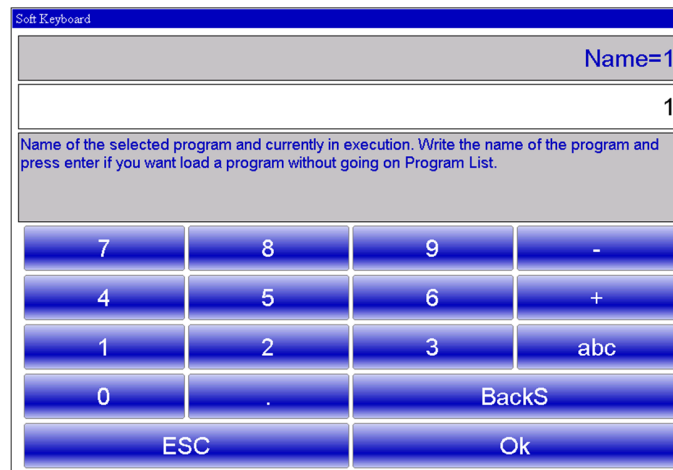 Soft Keyboard
Name=1
1
Name of the selected program and currently in execution. Write the name of the program and
press enter if you want load a program without going on Program List.
7 8 9 -
4 5 6 +
1 2 3 abc
0 . BackS
ESC Ok